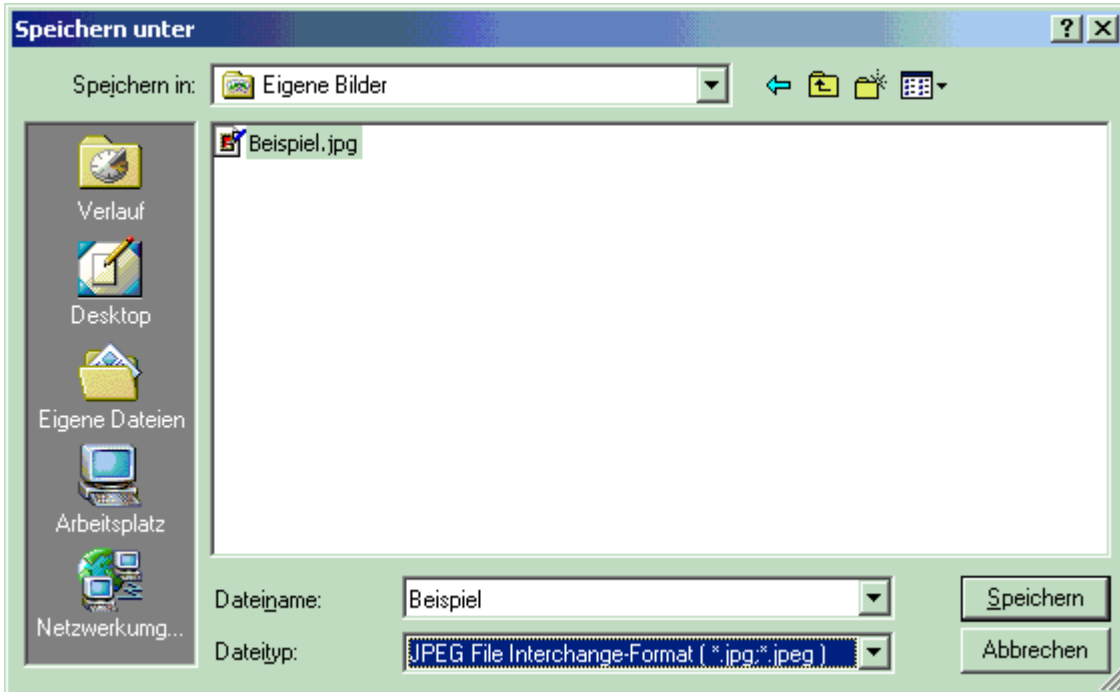 Speichern unter
Speichern in:
Eigene Bilder
Beispiel.jpg
Verlauf
Desktop
Eigene Dateien
Arbeitsplatz
Netzwerkumg...
Dateiname:
Beispiel
Speichern
Dateityp:
JPEG File Interchange-Format ( *.jpg;*.jpeg )
Abbrechen